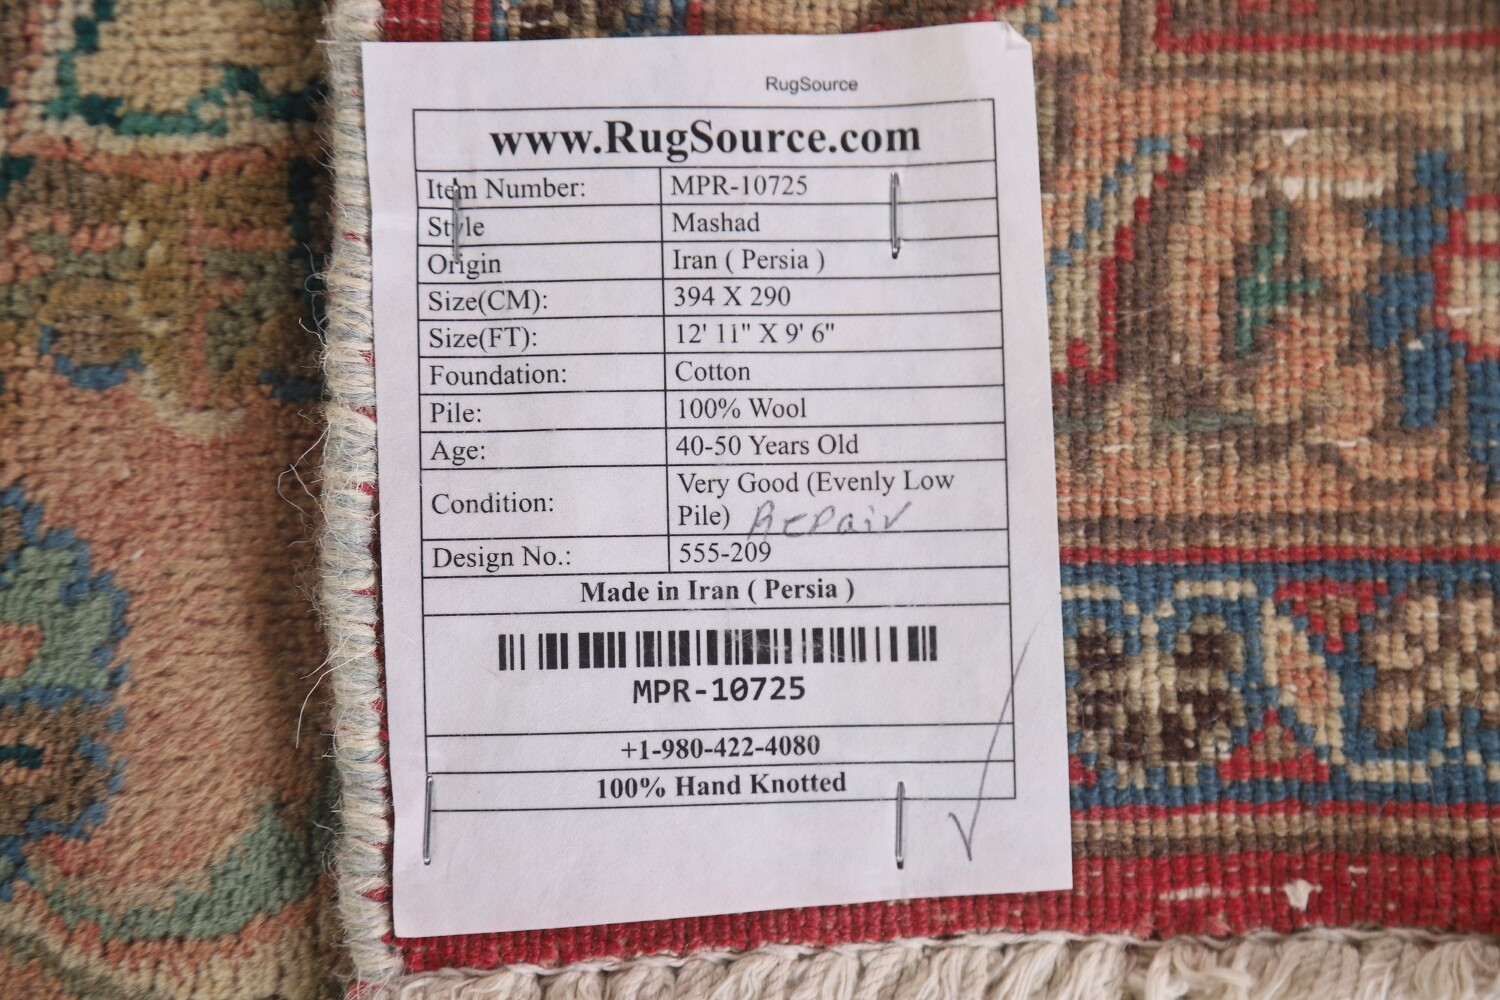 RugSource
www.RugSource.com
Item Number: MPR-10725
Style Mashad
Origin Iran ( Persia )
Size(CM): 394 X 290
Size(FT): 12' 11" X 9' 6"
Foundation: Cotton
Pile: 100% Wool
Age: 40-50 Years Old
Condition: Very Good (Evenly Low
Pile) Repair
Design No.: 555-209
Made in Iran ( Persia )
MPR-10725
+1-980-422-4080
100% Hand Knotted